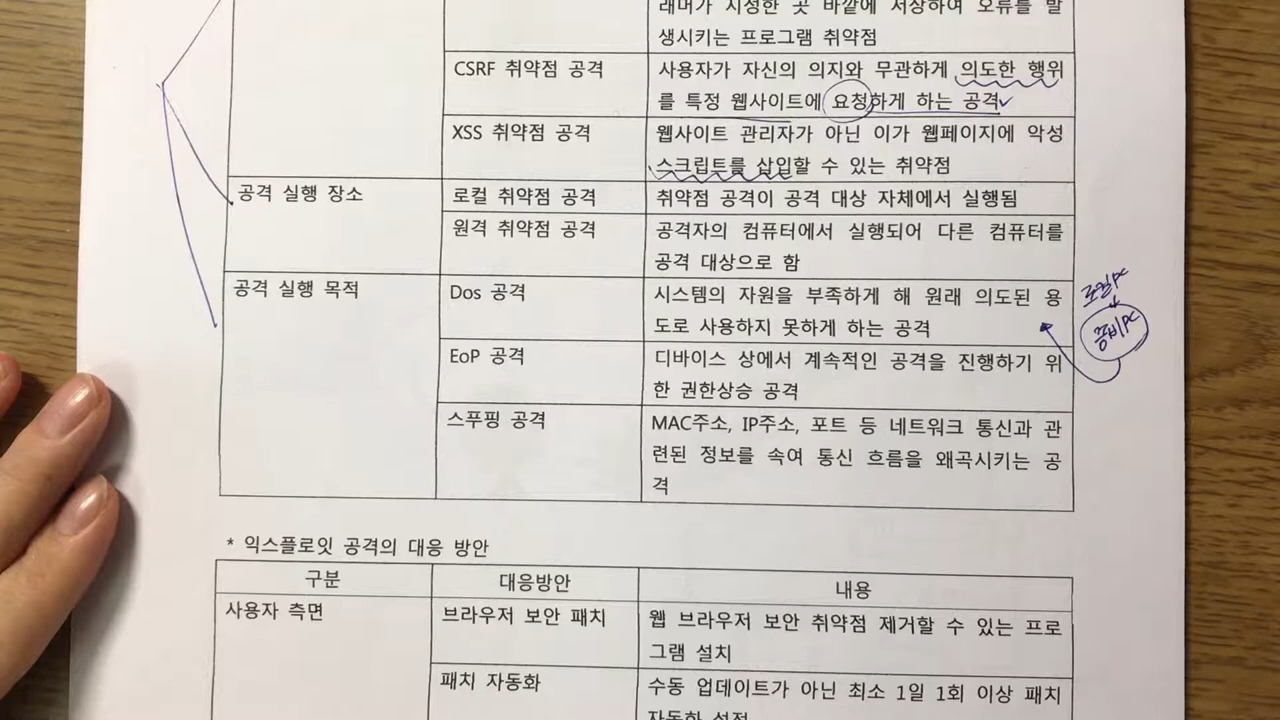 래머가 지정한 곳 바깥에 저장하여 오류를 발
생시키는 프로그램 취약점
CSRF 취약점 공격
사용자가 자신의 의지와 무관하게 의도한 행위
를 특정 웹사이트에 요청하게 하는 공격
XSS 취약점 공격
웹사이트 관리자가 아닌 이가 웹페이지에 악성
스크립트를 삽입할 수 있는 취약점
공격 실행 장소
로컬 취약점 공격
취약점 공격이 공격 대상 자체에서 실행됨
원격 취약점 공격
공격자의 컴퓨터에서 실행되어 다른 컴퓨터를
공격 대상으로 함
공격 실행 목적
Dos 공격
시스템의 자원을 부족하게 해 원래 의도된 용
도로 사용하지 못하게 하는 공격
로컬PC
좀비PC
EoP 공격
디바이스 상에서 계속적인 공격을 진행하기 위
한 권한상승 공격
스푸핑 공격
MAC주소, IP주소, 포트 등 네트워크 통신과 관
련된 정보를 속여 통신 흐름을 왜곡시키는 공
격
* 익스플로잇 공격의 대응 방안
구분
대응방안
내용
사용자 측면
브라우저 보안 패치
웹 브라우저 보안 취약점 제거할 수 있는 프로
그램 설치
패치 자동화
수동 업데이트가 아닌 최소 1일 1회 이상 패치
자동화 설정